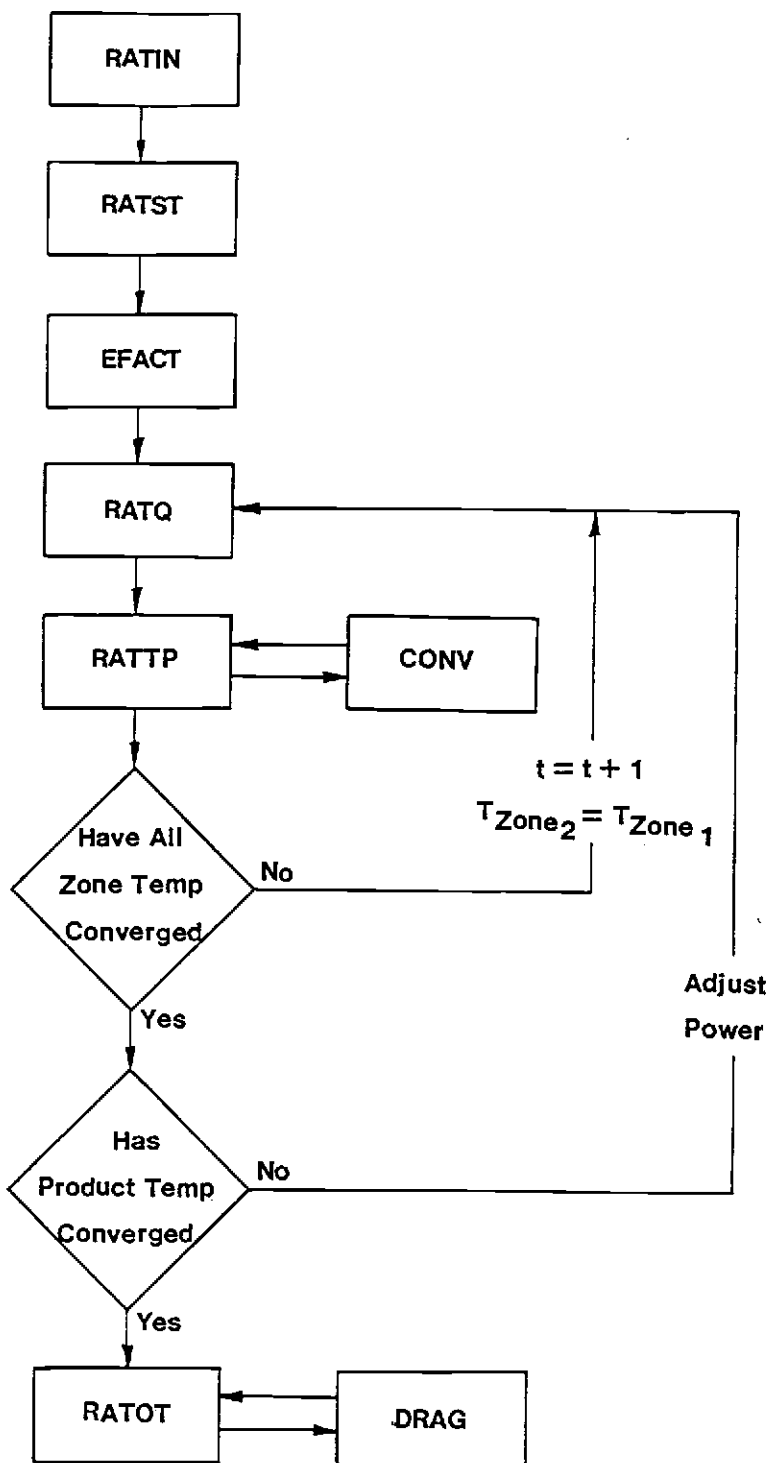 RATIN
RATST
EFACT
RATQ
RATTP
CONV
t = t + 1
TZone2 = TZone1
Have All
Zone Temp
Converged
No
Yes
Adjust
Power
Has
Product Temp
Converged
No
Yes
RATOT
DRAG